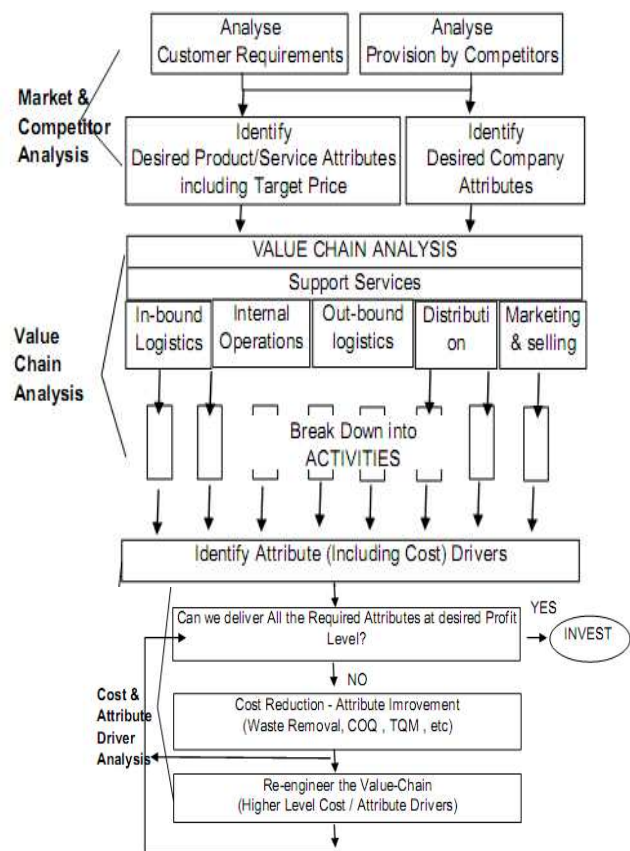 Analyse
Customer Requirements
Analyse
Provision by Competitors
Market &
Competitor
Analysis
Identify
Desired Product/Service Attributes
including Target Price
Identify
Desired Company
Attributes
VALUE CHAIN ANALYSIS
Support Services
In-bound
Logistics
Internal
Operations
Out-bound
logistics
Distributi
on
Marketing
& selling
Value
Chain
Analysis
Break Down into
ACTIVITIES
Identify Attribute (Including Cost) Drivers
Can we deliver All the Required Attributes at desired Profit
Level?
YES
INVEST
NO
Cost Reduction - Attribute Imrovement
(Waste Removal, COQ , TQM , etc)
Cost &
Attribute
Driver
Analysis
Re-engineer the Value-Chain
(Higher Level Cost / Attribute Drivers)